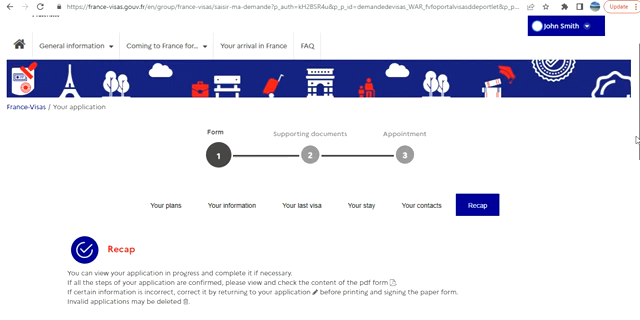 https://france-visas.gouv.fr/en/group/france-visas/saisir-ma-demande?p_auth=kH2BSR4u&p_p_id=demandedevisas_WAR_fvfoportalvisasddeportlet&p_p...
Update
John Smith
General information
Coming to France for...
Your arrival in France
FAQ
France-Visas / Your application
Form
Supporting documents
Appointment
1
2
3
Your plans
Your information
Your last visa
Your stay
Your contacts
Recap
Recap
You can view your application in progress and complete it if necessary.
If all the steps of your application are confirmed, please view and check the content of the pdf form
If certain information is incorrect, correct it by returning to your application before printing and signing the paper form.
Invalid applications may be deleted